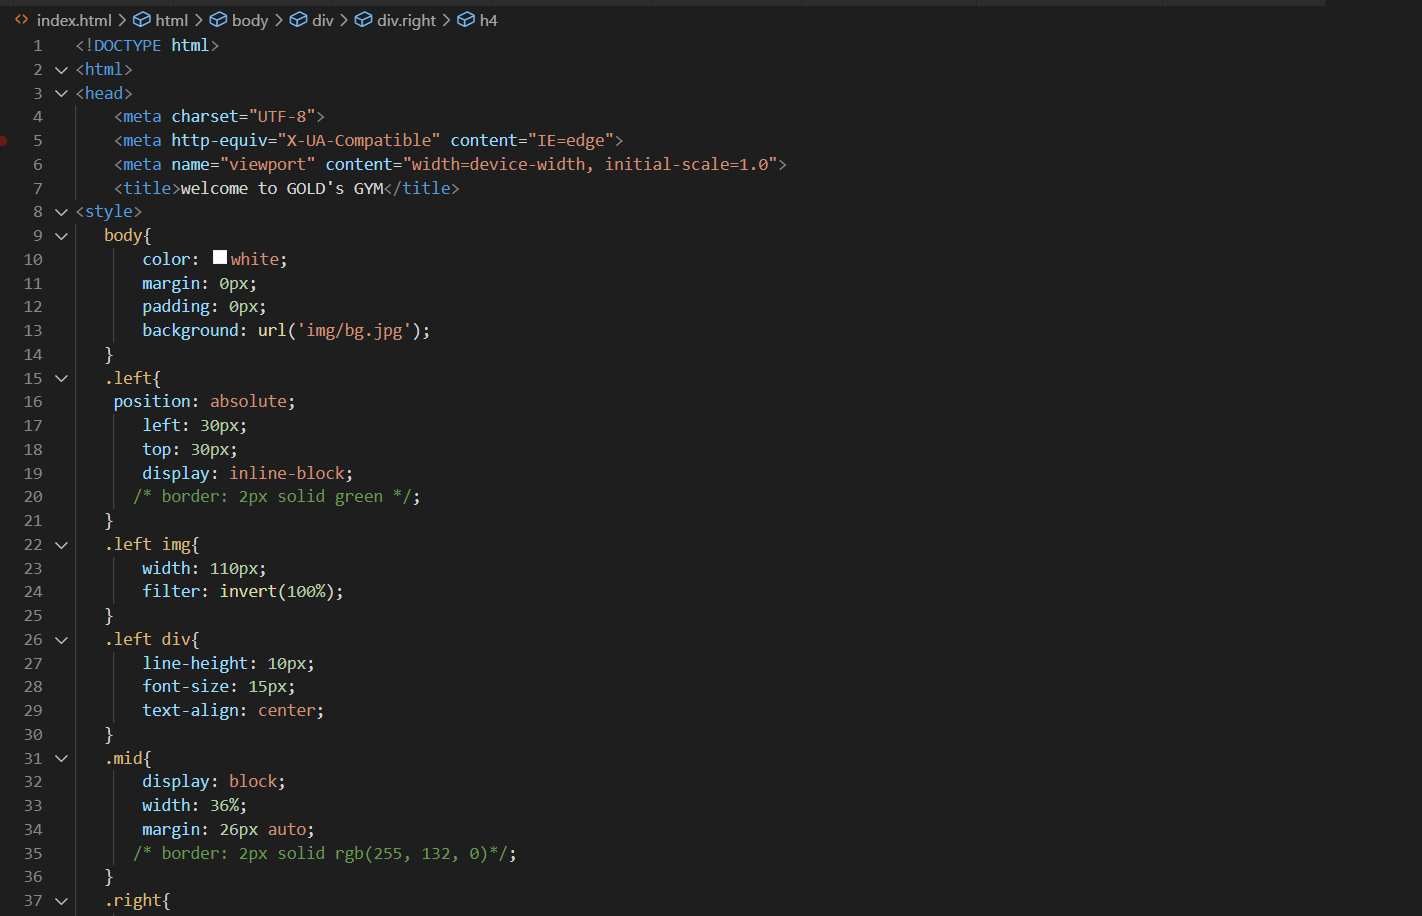 index.html > html > body > div > div.right > h4
1 <!DOCTYPE html>
2 <html>
3 <head>
4 <meta charset="UTF-8">
5 <meta http-equiv="X-UA-Compatible" content="IE=edge">
6 <meta name="viewport" content="width=device-width, initial-scale=1.0">
7 <title>welcome to GOLD's GYM</title>
8 <style>
9 body{
10 color: white;
11 margin: 0px;
12 padding: 0px;
13 background: url('img/bg.jpg');
14 }
15 .left{
16 position: absolute;
17 left: 30px;
18 top: 30px;
19 display: inline-block;
20 /* border: 2px solid green */;
21 }
22 .left img{
23 width: 110px;
24 filter: invert(100%);
25 }
26 .left div{
27 line-height: 10px;
28 font-size: 15px;
29 text-align: center;
30 }
31 .mid{
32 display: block;
33 width: 36%;
34 margin: 26px auto;
35 /* border: 2px solid rgb(255, 132, 0)*/;
36 }
37 .right{